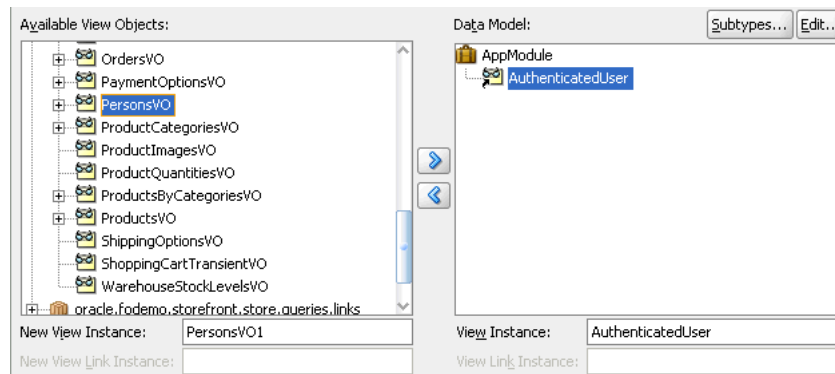 Available View Objects:
OrdersVO
PaymentOptionsVO
PersonsVO
ProductCategoriesVO
ProductImagesVO
ProductQuantitiesVO
ProductsByCategoriesVO
ProductsVO
ShippingOptionsVO
ShoppingCartTransientVO
WarehouseStockLevelsVO
oracle.fodemo.storefront.store.queries.links
New View Instance: PersonsVO1
New View Link Instance:
Data Model: Subtypes... Edit..
AppModule
AuthenticatedUser
View Instance: AuthenticatedUser
View Link Instance: